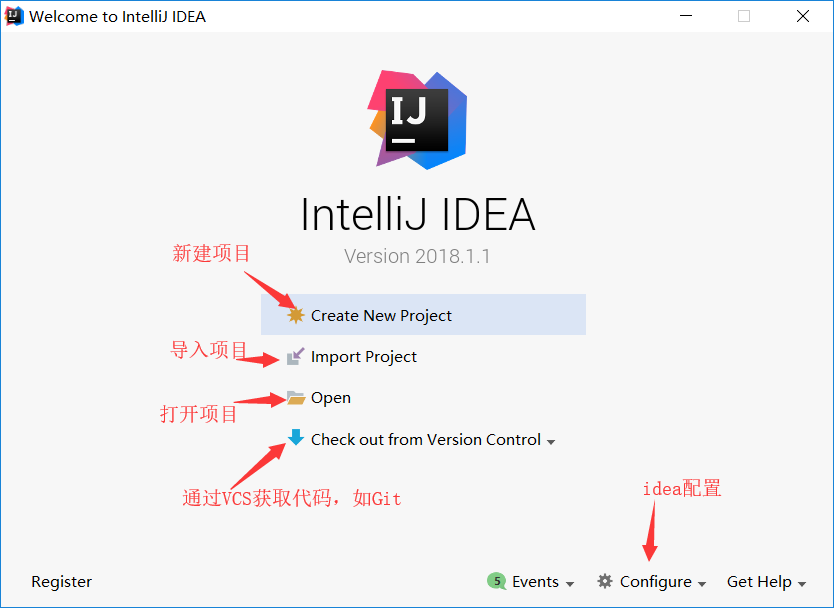 Welcome to IntelliJ IDEA
IJ
IntelliJ IDEA
Version 2018.1.1
新建项目
Create New Project
导入项目
Import Project
打开项目
Open
Check out from Version Control
通过VCS获取代码，如Git
idea配置
Register
5 Events
Configure
Get Help